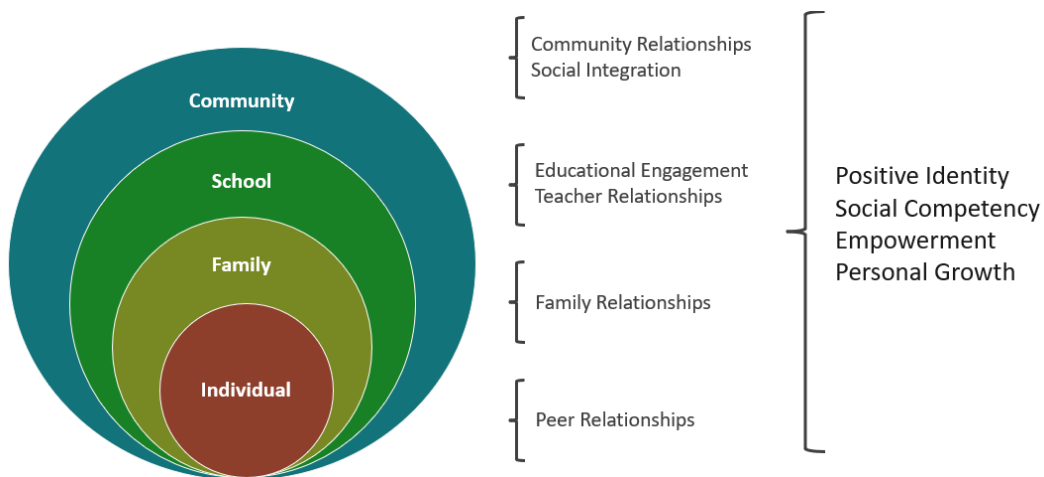 Community
School
Family
Individual
Community Relationships
Social Integration
Educational Engagement
Teacher Relationships
Family Relationships
Peer Relationships
Positive Identity
Social Competency
Empowerment
Personal Growth